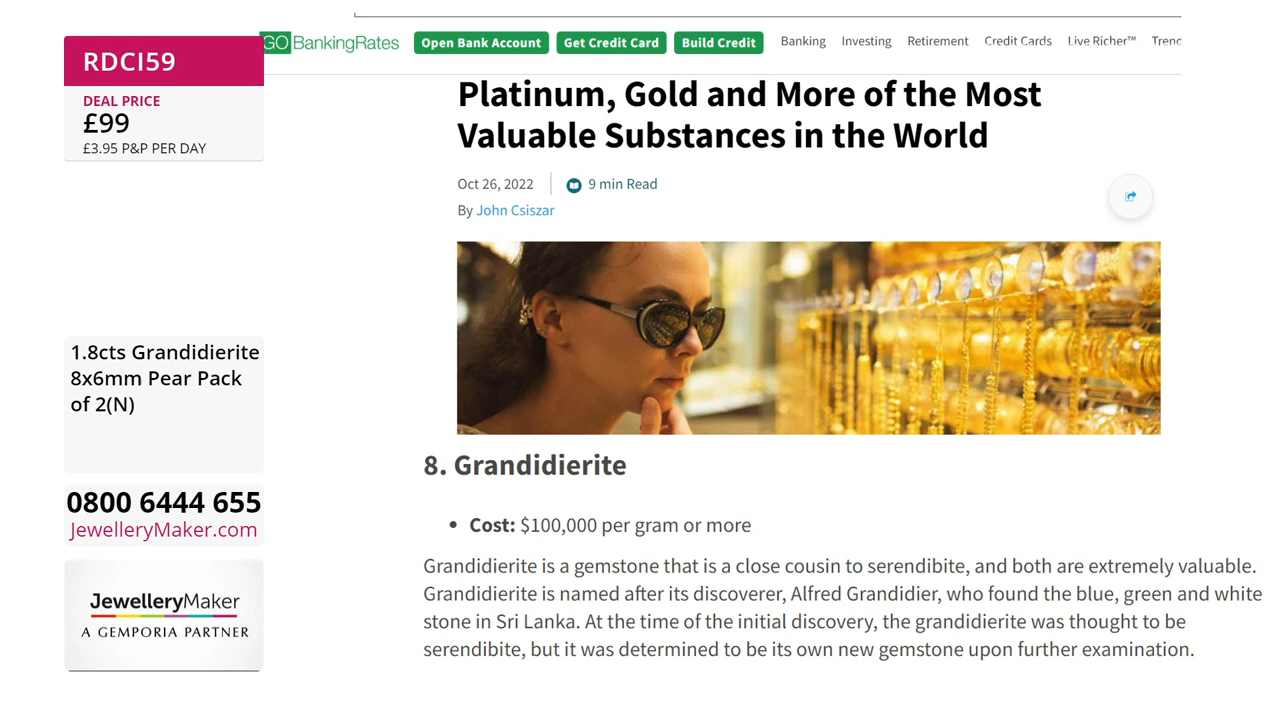 RDCI59
DEAL PRICE
£99
£3.95 P&P PER DAY
1.8cts Grandidierite
8x6mm Pear Pack
of 2(N)
0800 6444 655
JewelleryMaker.com
JewelleryMaker
A GEMPORIA PARTNER
GOBankingRates
Open Bank Account
Get Credit Card
Build Credit
Banking
Investing
Retirement
Credit Cards
Live Richer™
Trend
Platinum, Gold and More of the Most
Valuable Substances in the World
Oct 26, 2022
9 min Read
By John Csiszar
8. Grandidierite
• Cost: $100,000 per gram or more
Grandidierite is a gemstone that is a close cousin to serendibite, and both are extremely valuable.
Grandidierite is named after its discoverer, Alfred Grandidier, who found the blue, green and white
stone in Sri Lanka. At the time of the initial discovery, the grandidierite was thought to be
serendibite, but it was determined to be its own new gemstone upon further examination.